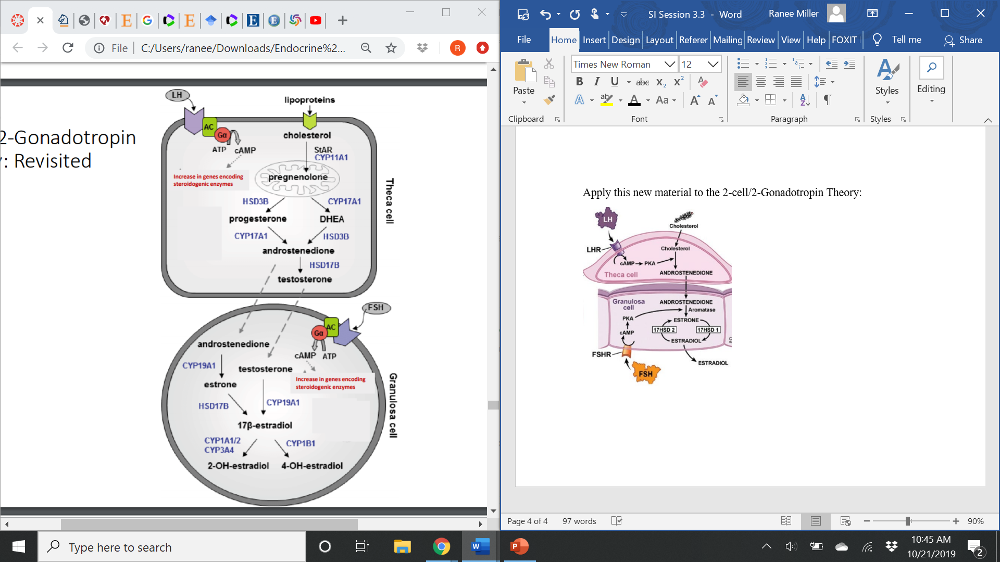 File
C:/Users/ranee/Downloads/Endocrine%2...
R
2-Gonadotropin
: Revisited
LH
lipoproteins
AC
Gα
cholesterol
ATP
cAMP
StAR
CYP11A1
Increase in genes encoding
steroidogenic enzymes
pregnenolone
HSD3B
CYP17A1
progesterone
DHEA
CYP17A1
HSD3B
androstenedione
HSD17B
testosterone
Theca cell
FSH
AC
Gα
androstenedione
cAMP
ATP
CYP19A1
testosterone
Increase in genes encoding
steroidogenic enzymes
estrone
HSD17B
CYP19A1
17β-estradiol
CYP1A1/2
CYP3A4
CYP1B1
2-OH-estradiol
4-OH-estradiol
Granulosa cell
SI Session 3.3 - Word
Ranee Miller
File
Home
Insert
Design
Layout
Referer
Mailing
Review
View
Help
FOXIT
Tell me
Share
Paste
Clipboard
Times New Roman
12
B I U abc X₂ X²
A
A
Aa
A
A
Font
Paragraph
Styles
Styles
Editing
Apply this new material to the 2-cell/2-Gonadotropin Theory:
LH
Cholesterol
LHR
Cholesterol
cAMP
PKA
Theca cell
ANDROSTENEDIONE
Granulosa
cell
ANDROSTENEDIONE
Aromatase
PKA
ESTRONE
17HSD 2
17HSD 1
cAMP
ESTRADIOL
FSHR
ESTRADIOL
FSH
Page 4 of 4
97 words
90%
Type here to search
10:45 AM
10/21/2019
2